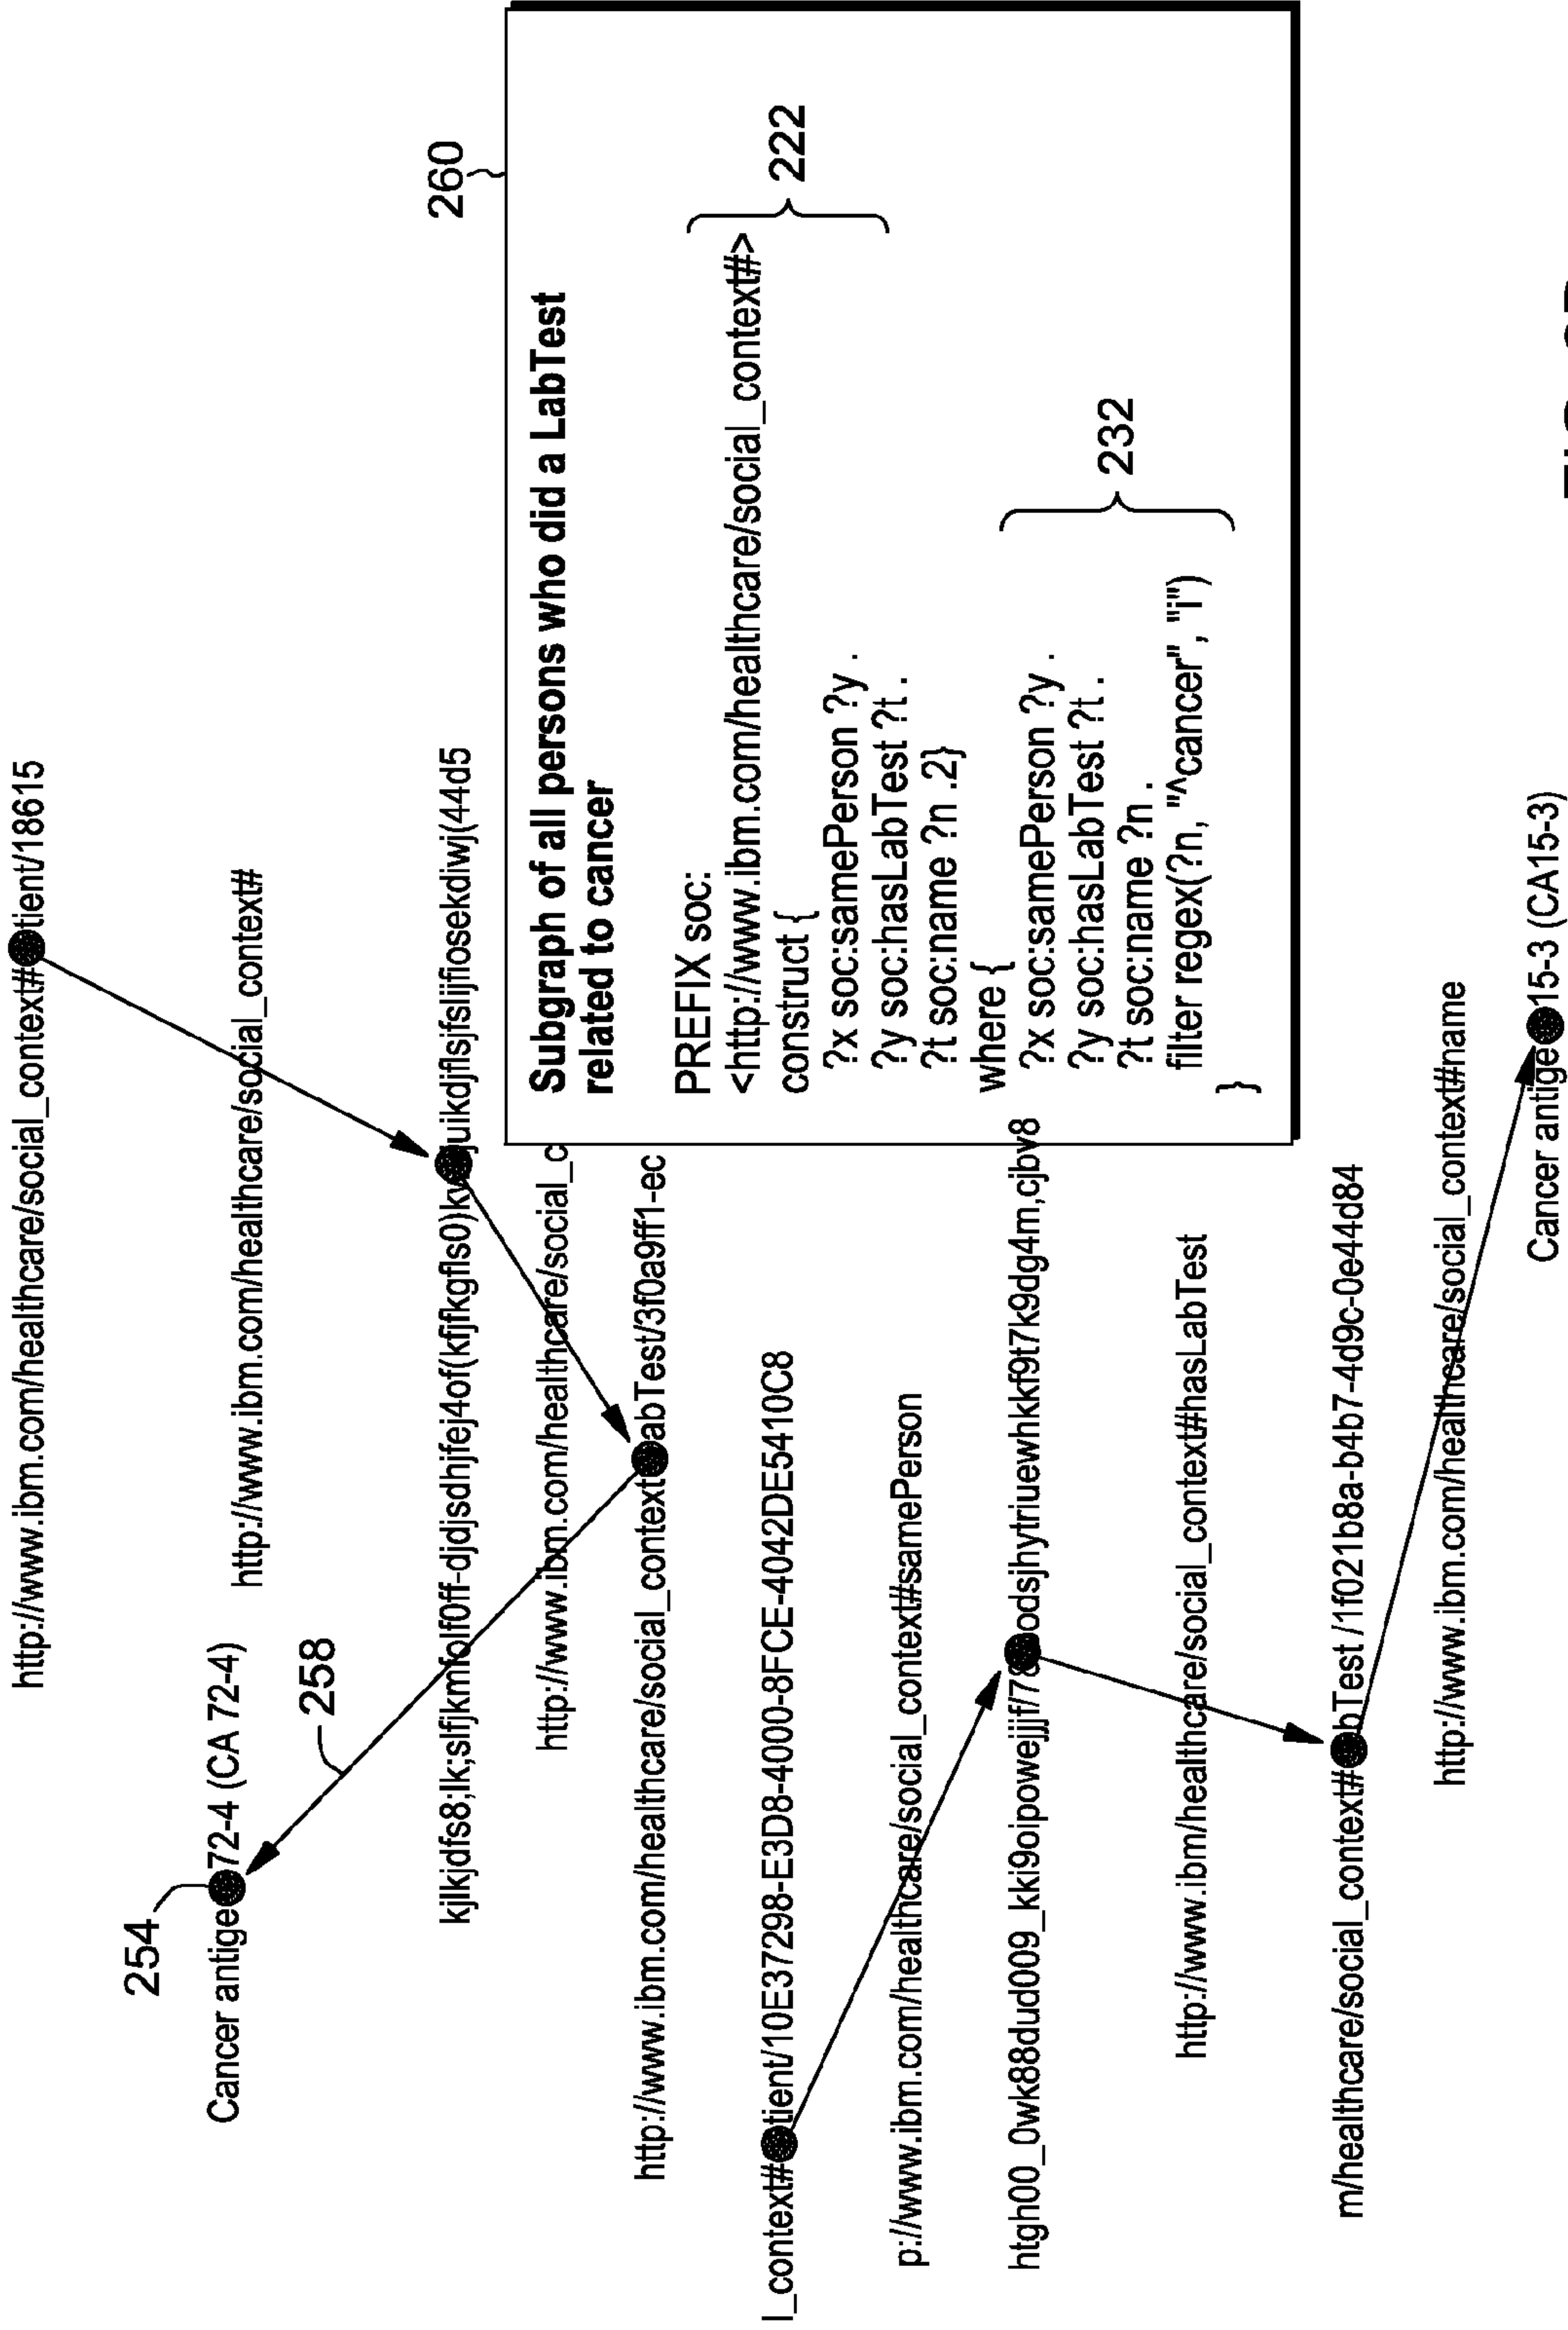 http://www.ibm.com/healthcare/social_context# tient/18615
254
Cancer antige 72-4 (CA 72-4)
258
http://www.ibm.com/healthcare/social_context#
kjlkjdfs8;lk;slfjkmfolf0ff-djdjsdhjfej4of(kfjfkgfls0)kv uikdjflsjfsljfiosekdiwj(44d5
http://www.ibm.com/healthcare/social_c
http://www.ibm.com/healthcare/social_context abTest/3f0a9ff1-ec
l_context# tient/10E37298-E3D8-4000-8FCE-4042DE5410C8
p://www.ibm.com/healthcare/social_context#samePerson
htgh00_0wk88dud009_kki9oipowejjjf/78 odsjhytriuewhkkf9t7k9dg4m,cjbv8
http://www.ibm/healthcare/social_context#hasLabTest
m/healthcare/social_context# bTest /1f021b8a-b4b7-4d9c-0e44d84
http://www.ibm.com/healthcare/social_context#name
Cancer antige 15-3 (CA15-3)
260
Subgraph of all persons who did a LabTest
related to cancer
PREFIX soc:
<http://www.ibm.com/healthcare/social_context#>
222
construct {
?x soc:samePerson ?y .
?y soc:hasLabTest ?t .
?t soc:name ?n .2}
where {
?x soc:samePerson ?y .
?y soc:hasLabTest ?t .
232
?t soc:name ?n .
filter regex(?n, "^cancer", "i")
}